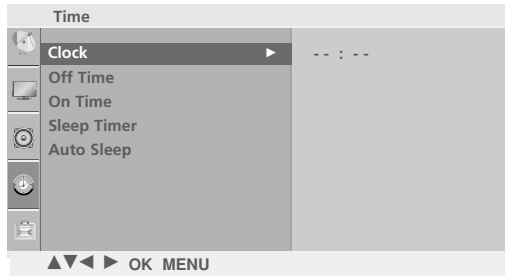 Time
Clock ► -- : --
Off Time
On Time
Sleep Timer
Auto Sleep
▲▼◄ ► OK MENU